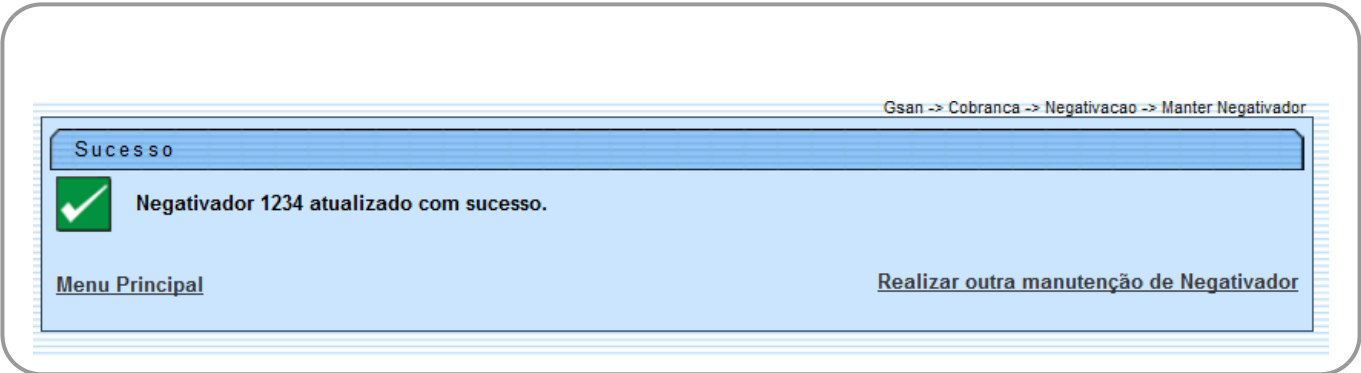 Gsan -> Cobranca -> Negativacao -> Manter Negativador
Sucesso
Negativador 1234 atualizado com sucesso.
Menu Principal
Realizar outra manutenção de Negativador